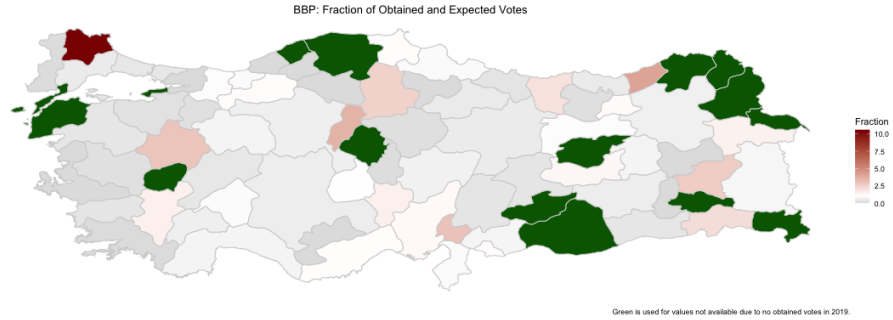 BBP: Fraction of Obtained and Expected Votes
Fraction
10.0
7.5
5.0
2.5
0.0
Green is used for values not available due to no obtained votes in 2019.